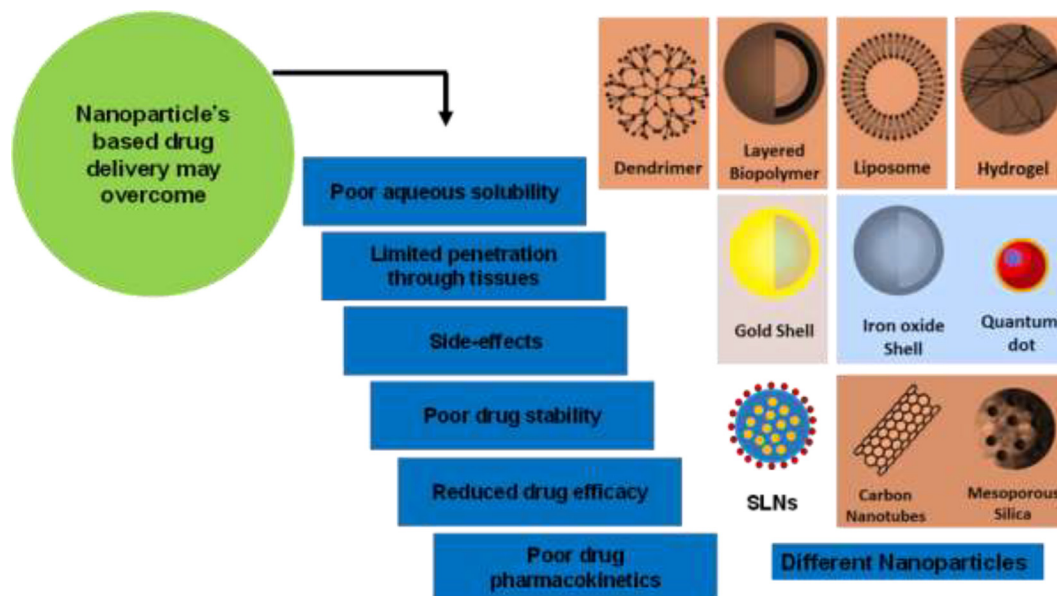 Nanoparticle's
based drug
delivery may
overcome
Poor aqueous solubility
Limited penetration
through tissues
Side-effects
Poor drug stability
Reduced drug efficacy
Poor drug
pharmacokinetics
Dendrimer
Layered
Biopolymer
Liposome
Hydrogel
Gold Shell
Iron oxide
Shell
Quantum
dot
SLNs
Carbon
Nanotubes
Mesoporous
Silica
Different Nanoparticles